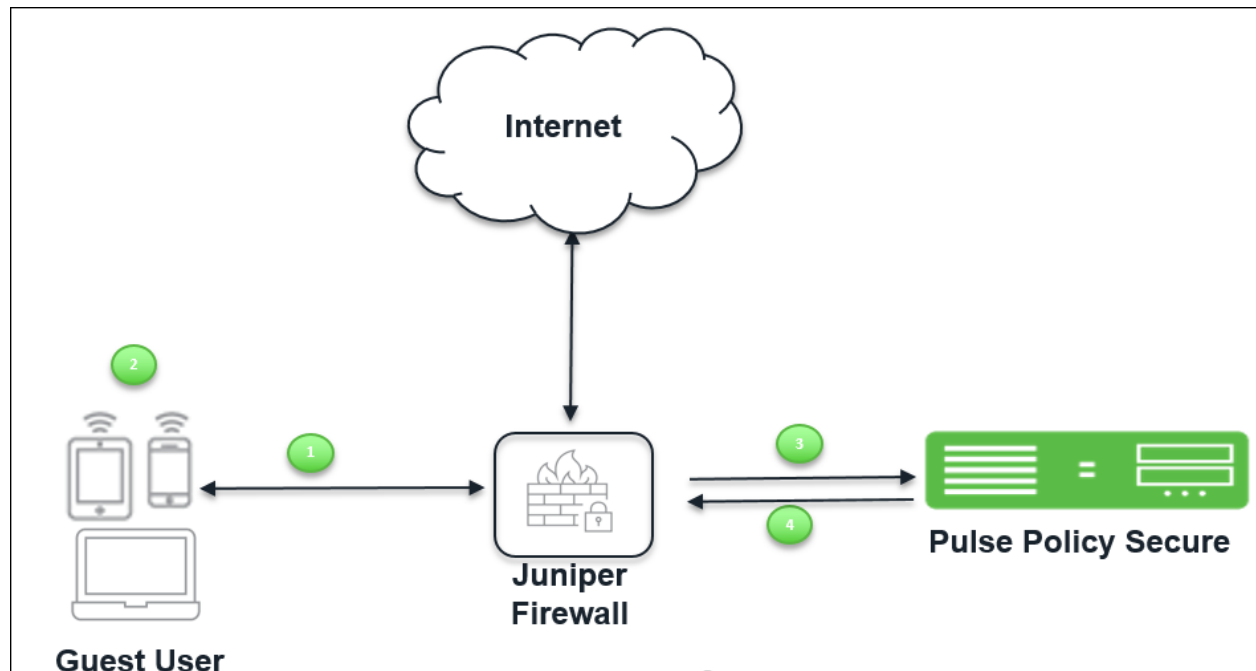 Internet
2
1
3
4
Juniper
Firewall
Pulse Policy Secure
Guest User